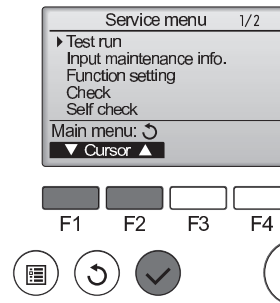 Service menu 1/2
Test run
Input maintenance info.
Function setting
Check
Self check
Main menu:
▼ Cursor ▲
F1 F2 F3 F4